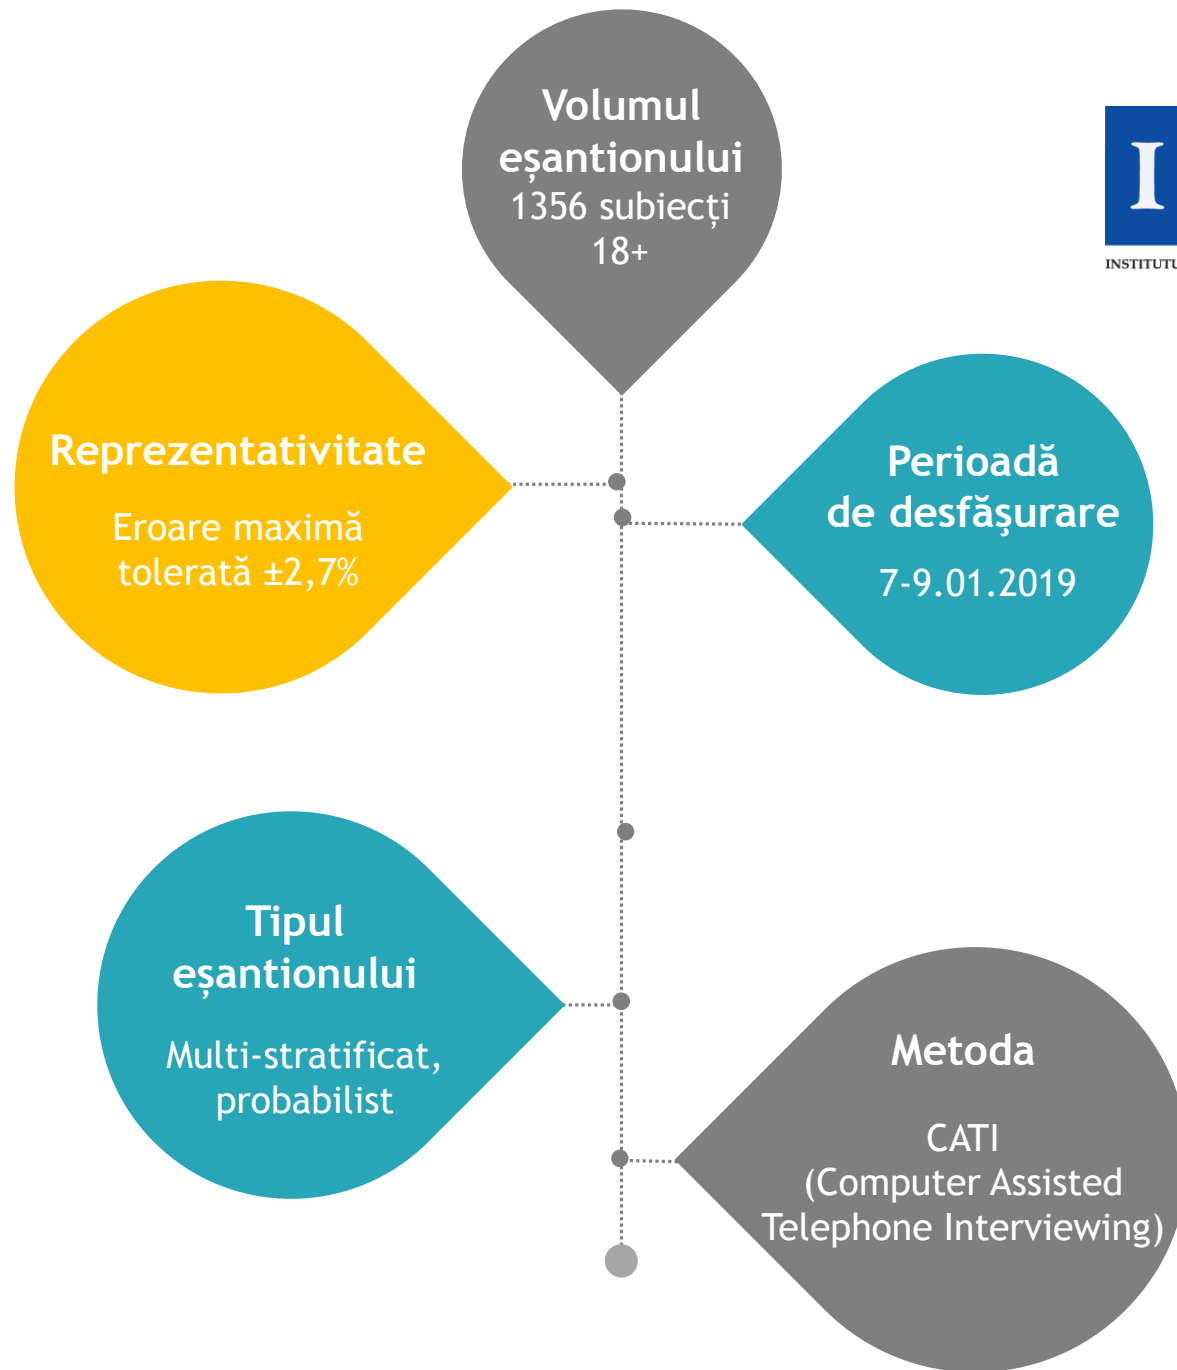 Volumul
eșantionului
1356 subiecți
18+
I
Reprezentativitate
Eroare maximă
tolerată ±2,7%
Perioadă
de desfăşurare
7-9.01.2019
Tipul
eșantionului
Multi-stratificat,
probabilist
Metoda
CATI
(Computer Assisted
Telephone Interviewing)